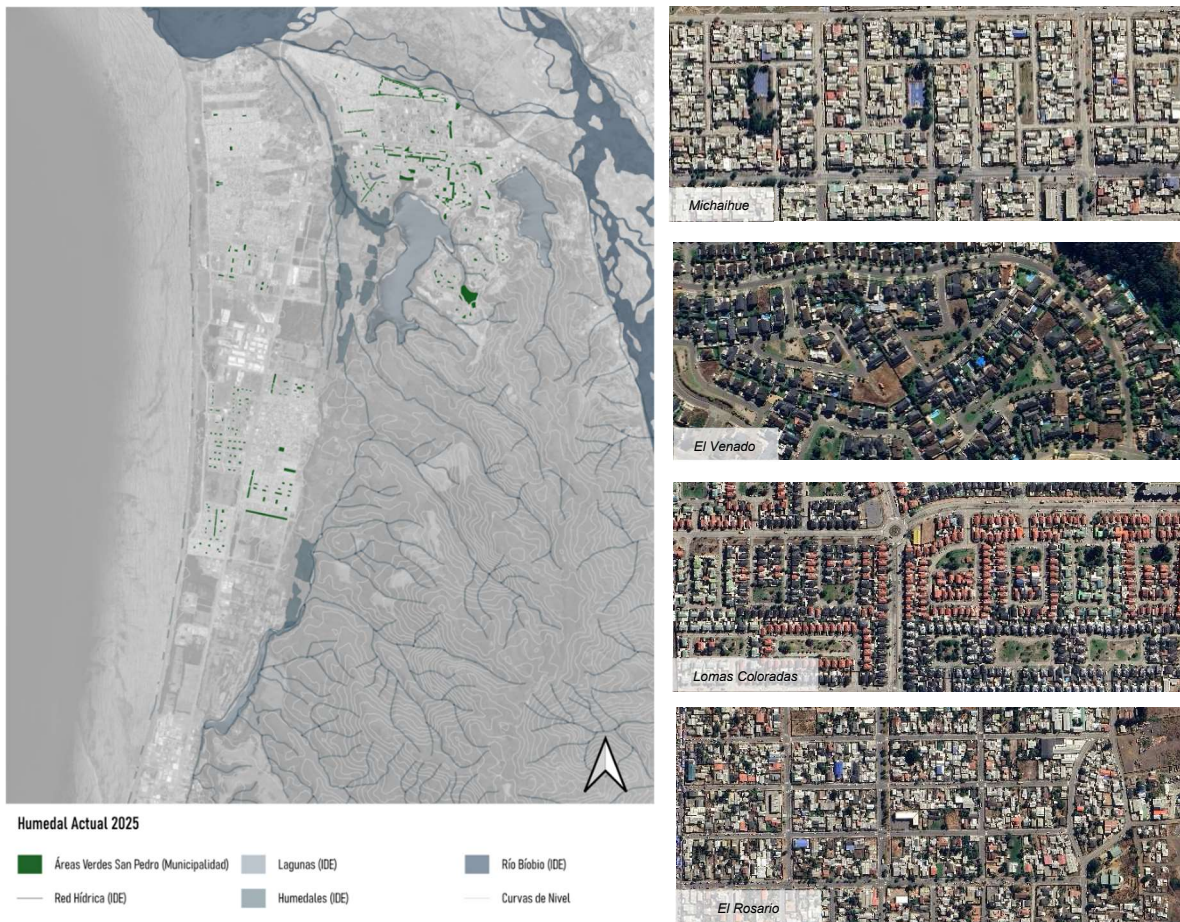 Michaihue
El Venado
Lomas Coloradas
El Rosario
Humedal Actual 2025
Áreas Verdes San Pedro (Municipalidad)
Lagunas (IDE)
Río Bíobio (IDE)
Red Hídrica (IDE)
Humedales (IDE)
Curvas de Nivel